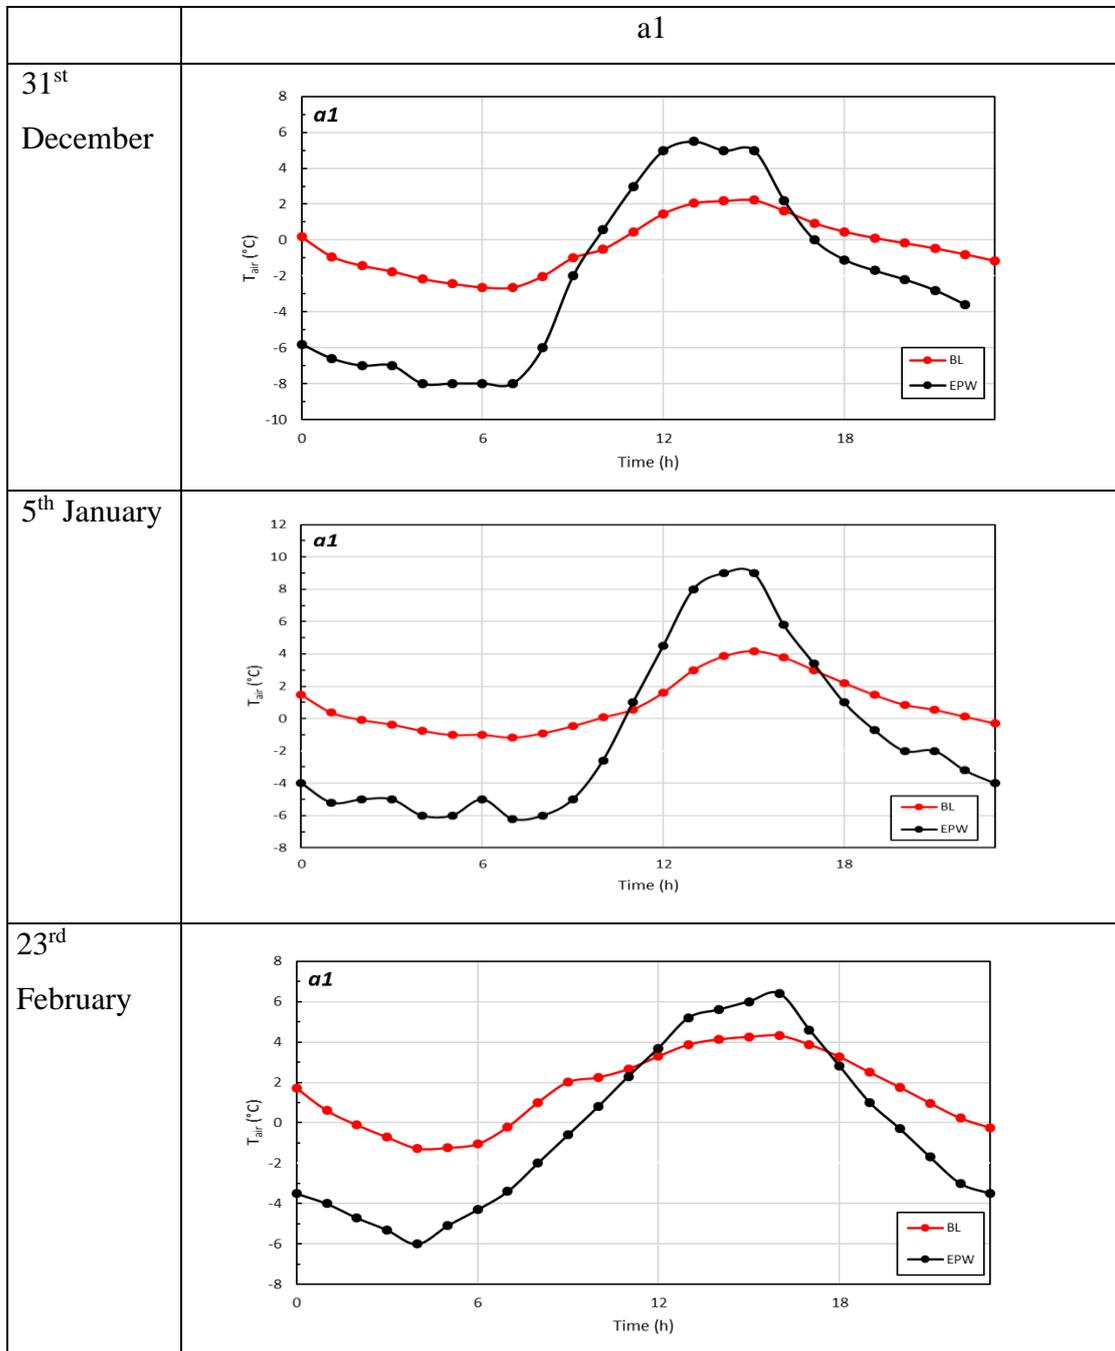 a1
31st
December
a1
8
6
4
2
0
-2
-4
-6
-8
-10
Tair (°C)
0 6 12 18
Time (h)
BL
EPW
5th January
a1
12
10
8
6
4
2
0
-2
-4
-6
-8
Tair (°C)
0 6 12 18
Time (h)
BL
EPW
23rd
February
a1
8
6
4
2
0
-2
-4
-6
-8
Tair (°C)
0 6 12 18
Time (h)
BL
EPW